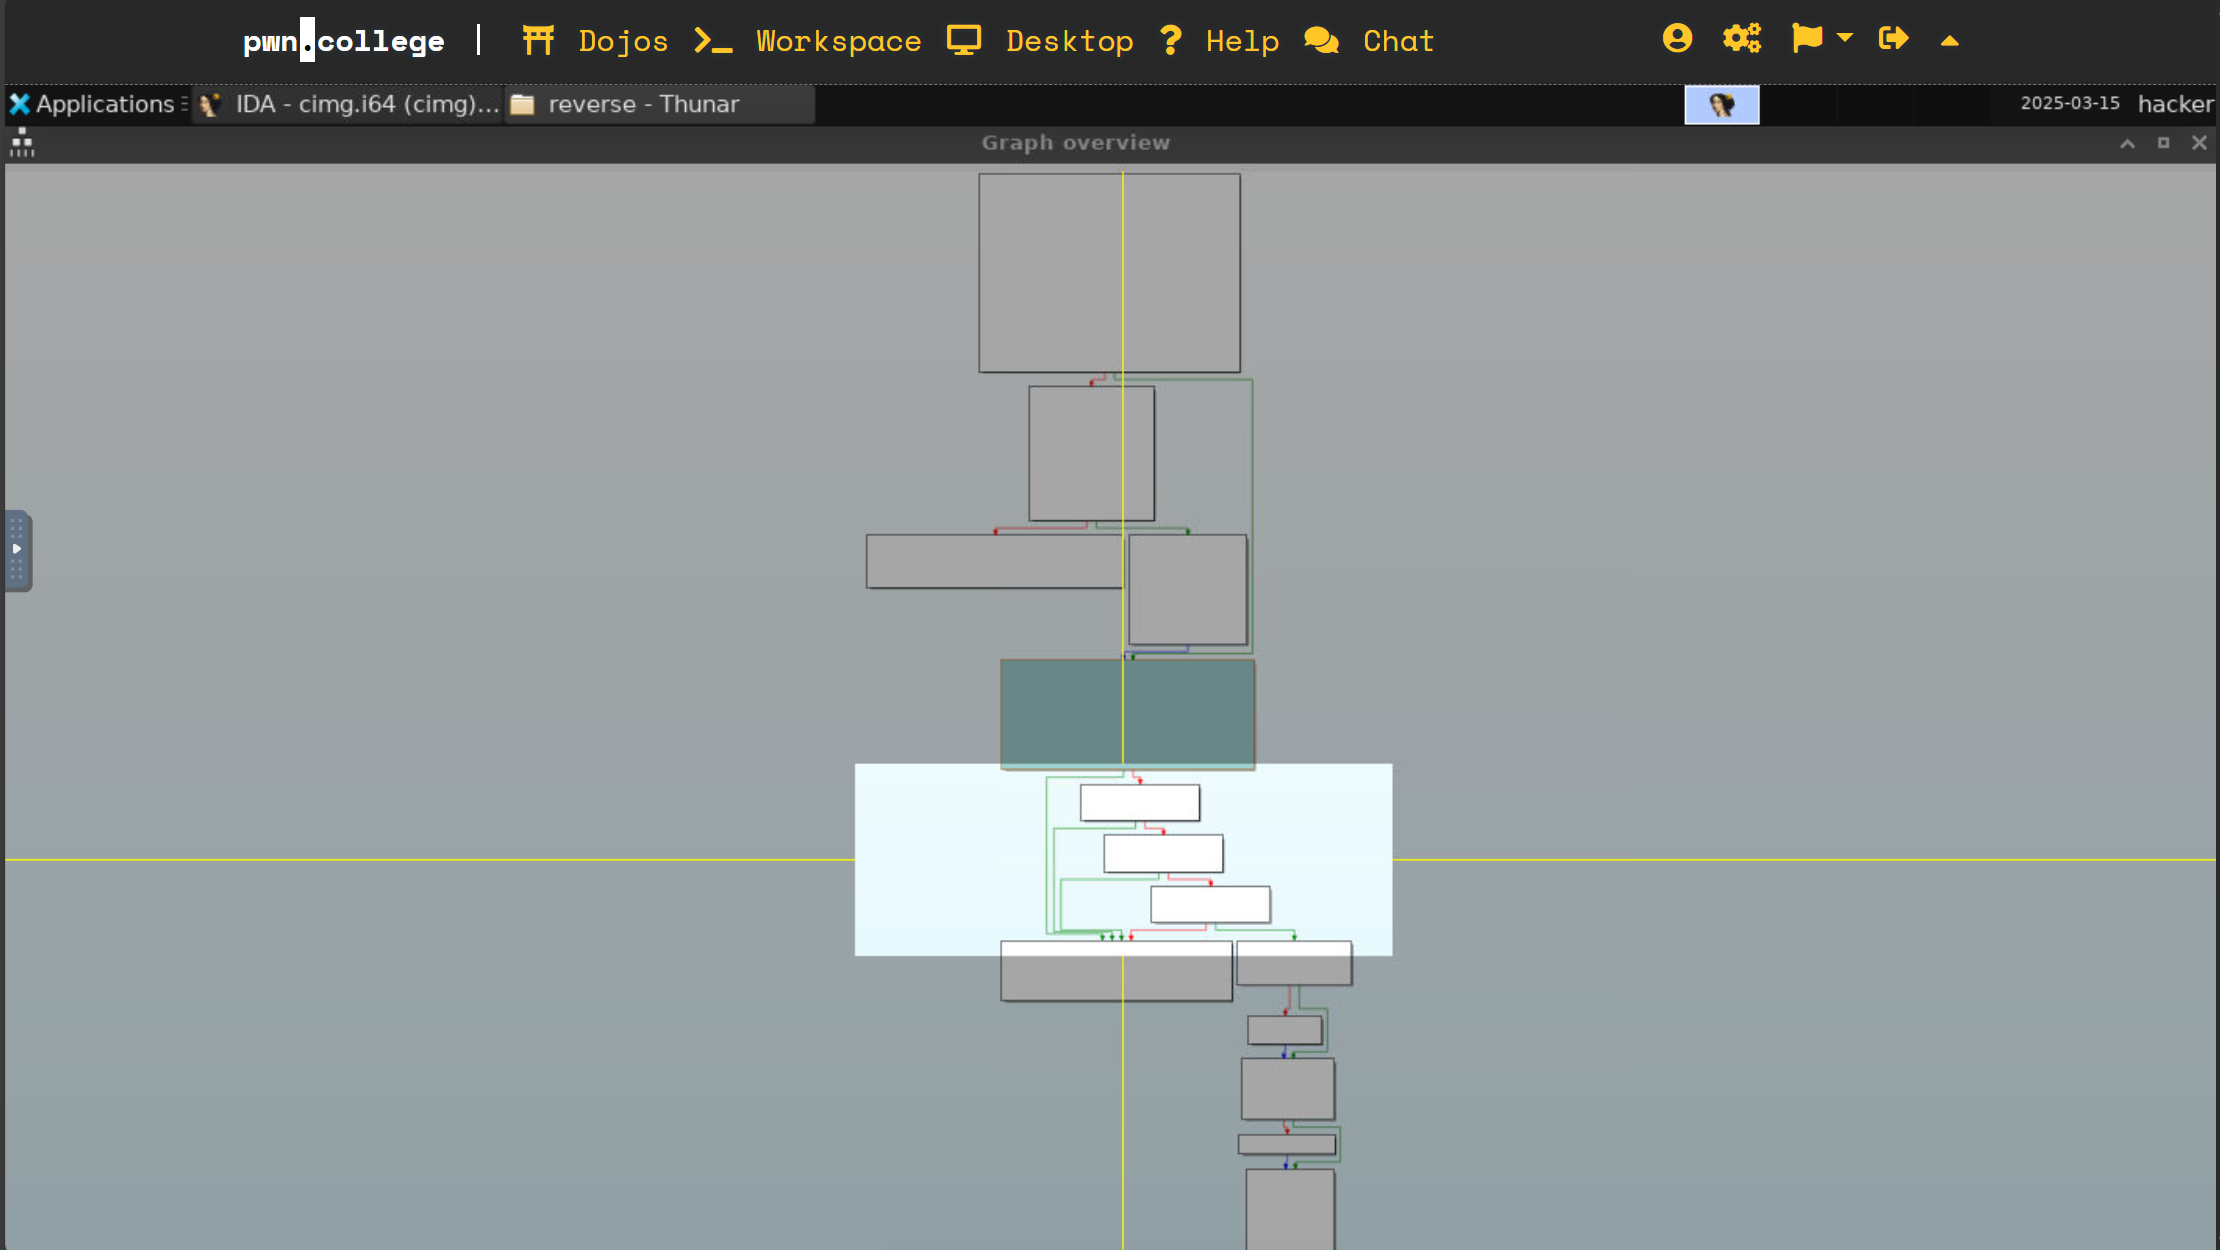 pwn.college | Dojos Workspace Desktop Help Chat
Applications IDA - cimg.i64 (cimg)... reverse - Thunar 2025-03-15 hacker
Graph overview